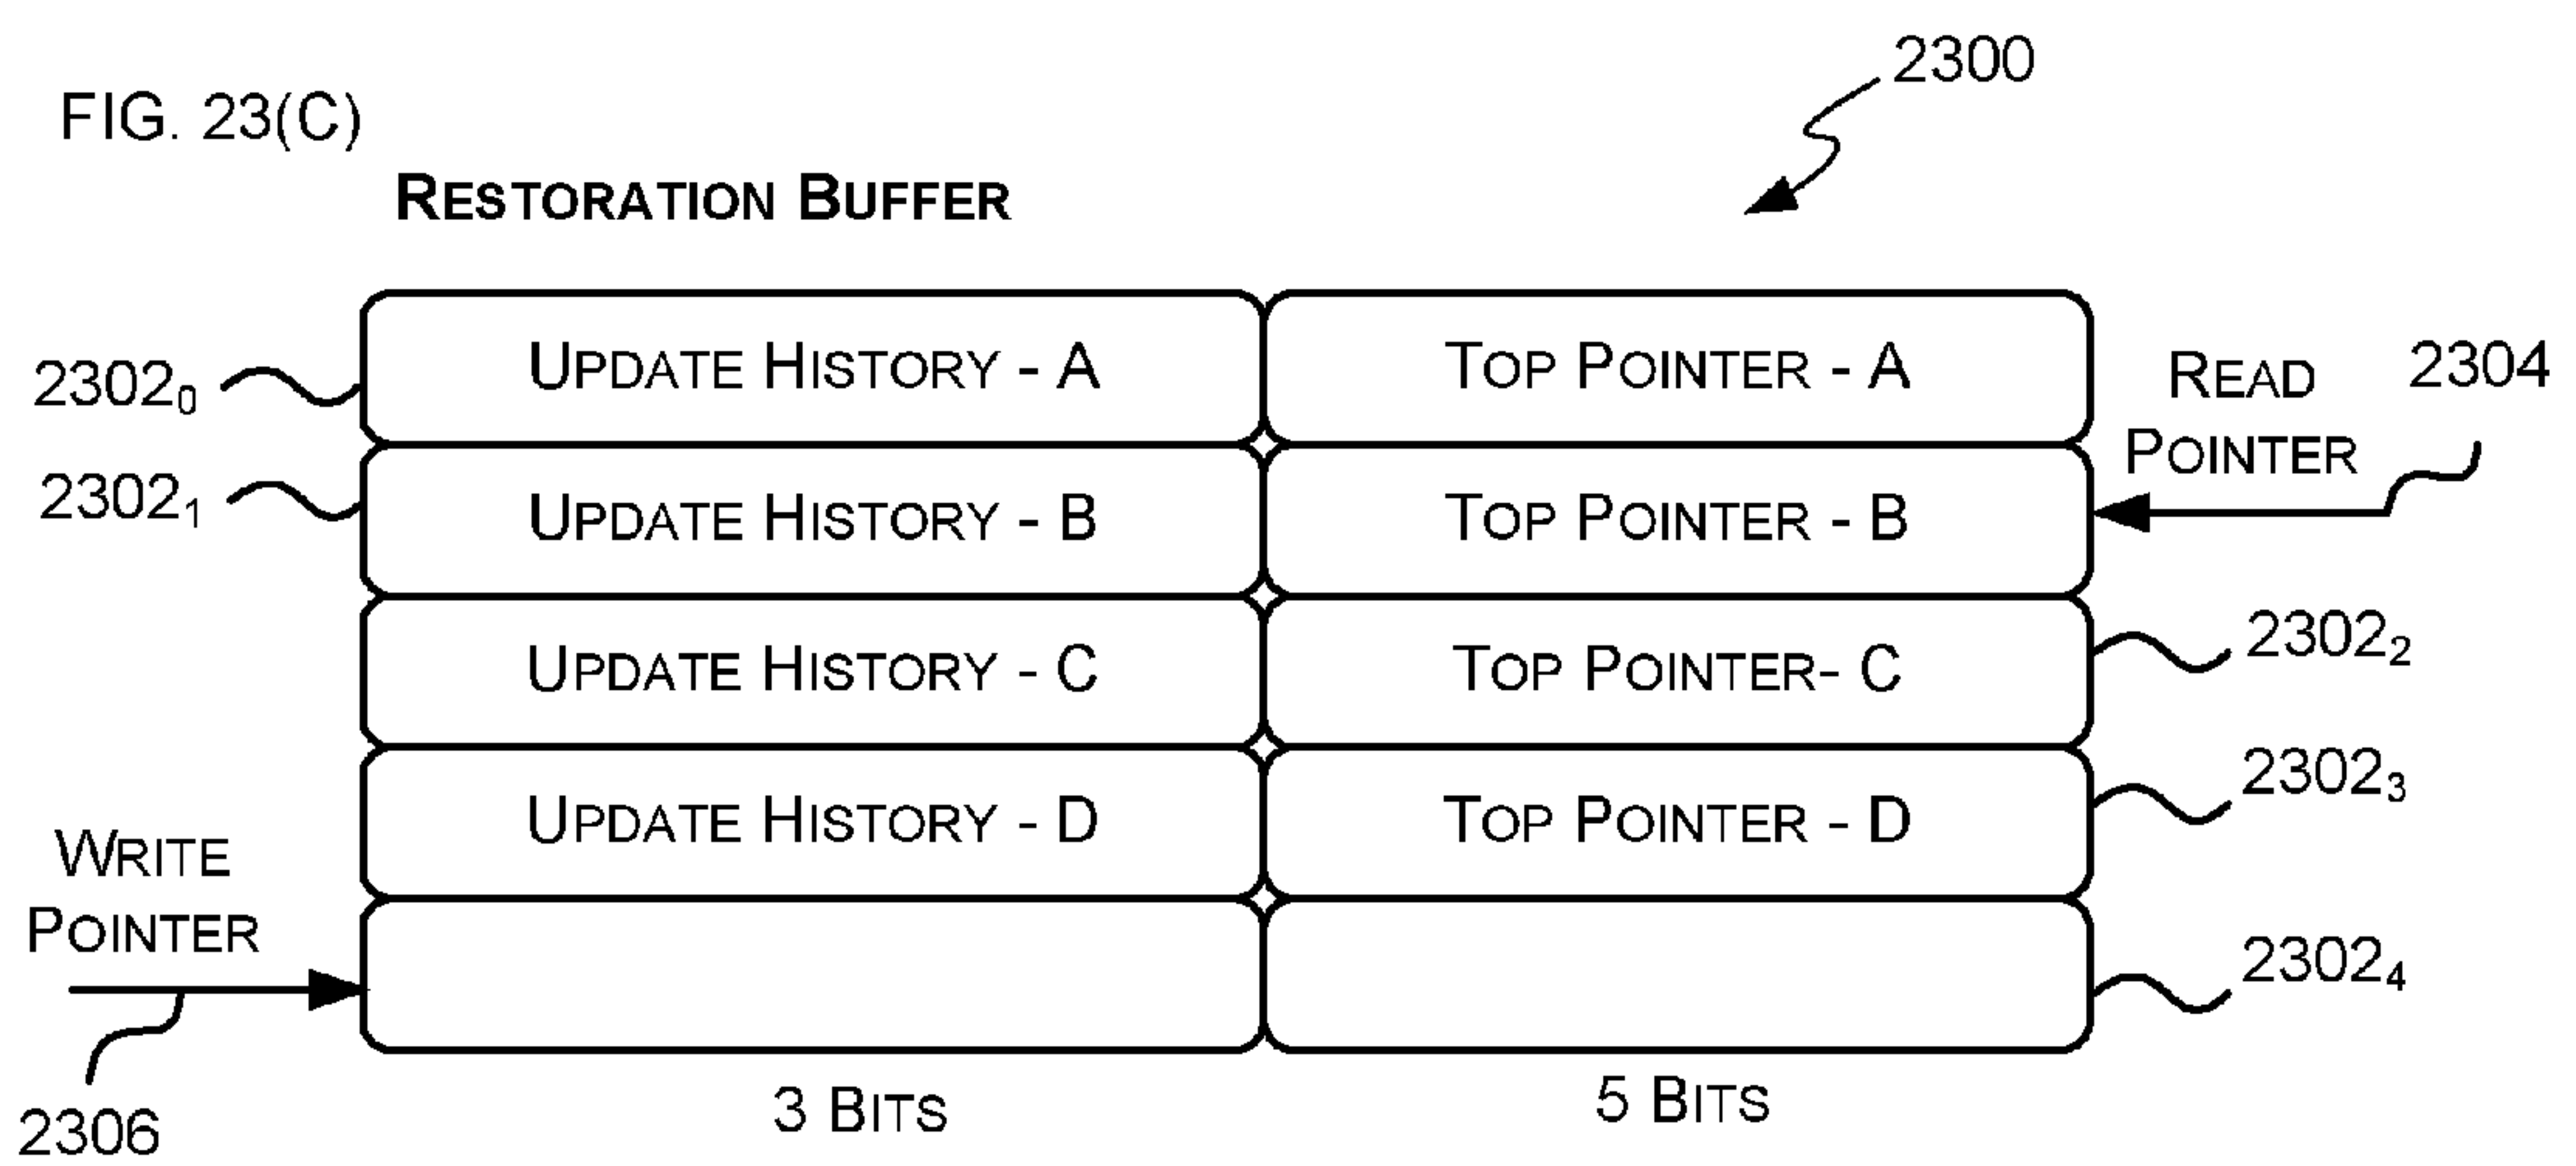 FIG. 23(C)
2300
RESTORATION BUFFER
2302₀
UPDATE HISTORY - A
TOP POINTER - A
READ
POINTER
2304
2302₁
UPDATE HISTORY - B
TOP POINTER - B
UPDATE HISTORY - C
TOP POINTER- C
2302₂
UPDATE HISTORY - D
TOP POINTER - D
2302₃
WRITE
POINTER
2302₄
2306
3 BITS
5 BITS